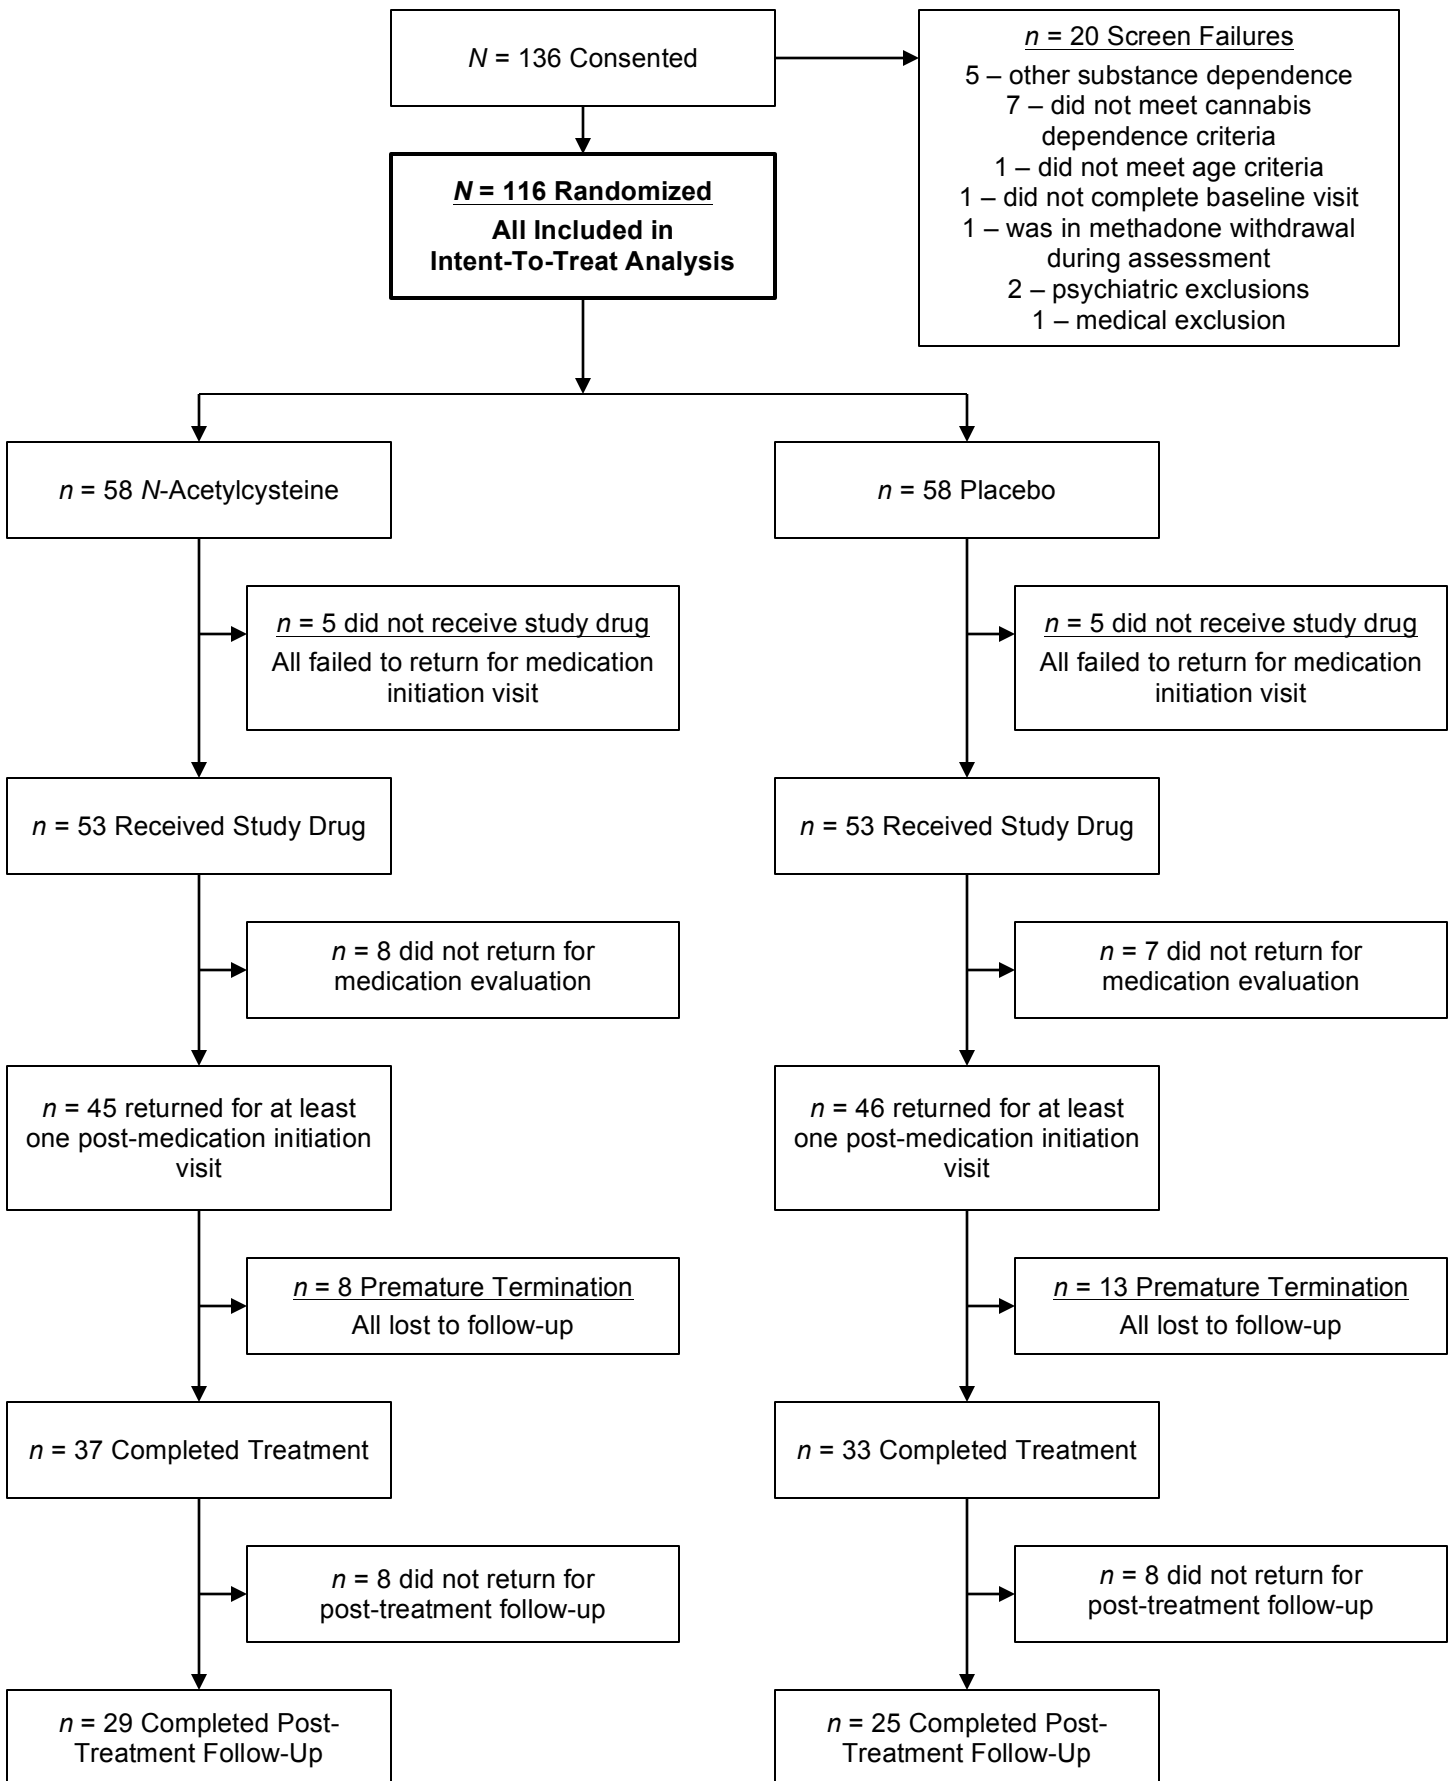 N = 136 Consented
n = 20 Screen Failures
5 – other substance dependence
7 – did not meet cannabis
dependence criteria
1 – did not meet age criteria
1 – did not complete baseline visit
1 – was in methadone withdrawal
during assessment
2 – psychiatric exclusions
1 – medical exclusion
N = 116 Randomized
All Included in
Intent-To-Treat Analysis
n = 58 N-Acetylcysteine
n = 58 Placebo
n = 5 did not receive study drug
All failed to return for medication
initiation visit
n = 5 did not receive study drug
All failed to return for medication
initiation visit
n = 53 Received Study Drug
n = 53 Received Study Drug
n = 8 did not return for
medication evaluation
n = 7 did not return for
medication evaluation
n = 45 returned for at least
one post-medication initiation
visit
n = 46 returned for at least
one post-medication initiation
visit
n = 8 Premature Termination
All lost to follow-up
n = 13 Premature Termination
All lost to follow-up
n = 37 Completed Treatment
n = 33 Completed Treatment
n = 8 did not return for
post-treatment follow-up
n = 8 did not return for
post-treatment follow-up
n = 29 Completed Post-
Treatment Follow-Up
n = 25 Completed Post-
Treatment Follow-Up